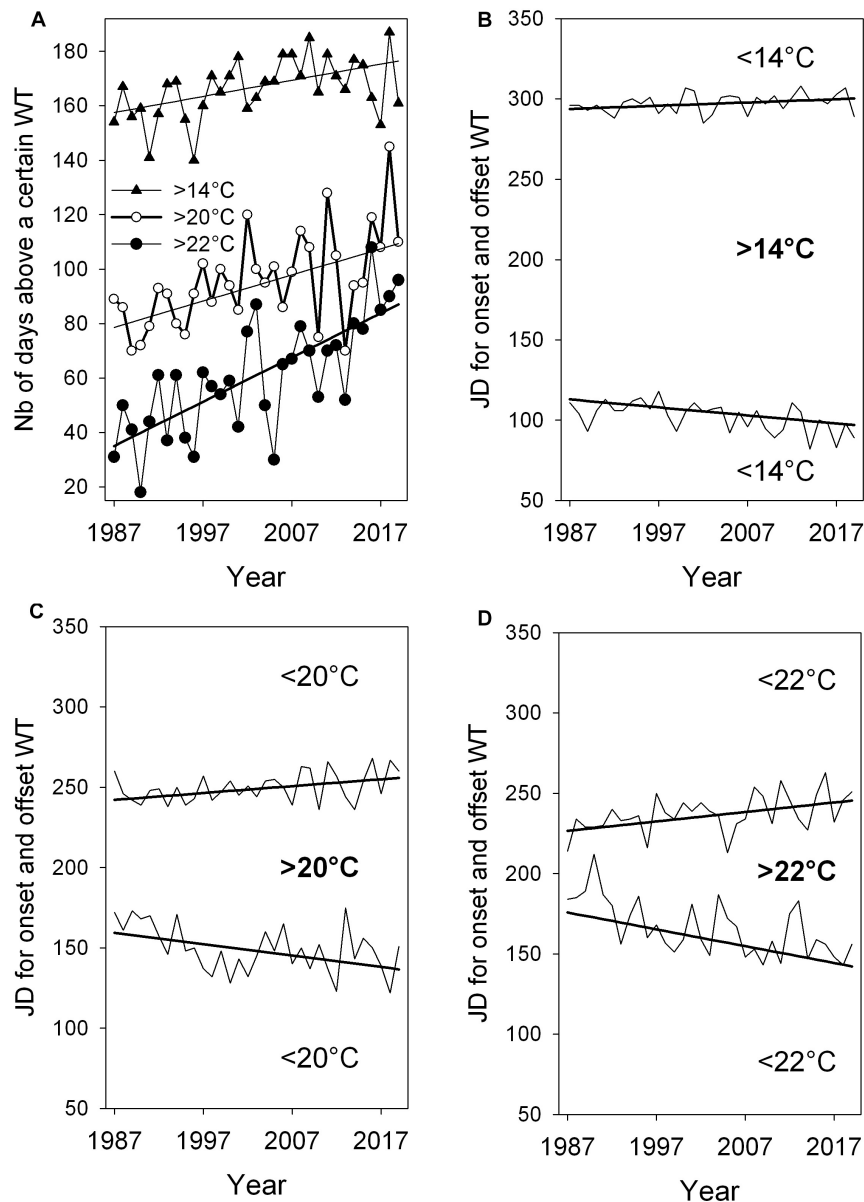 A
Nb of days above a certain WT
180
160
140
120
100
80
60
40
20
>14°C
>20°C
>22°C
1987 1997 2007 2017
Year
B
JD for onset and offset WT
350
300
250
200
150
100
50
<14°C
>14°C
<14°C
1987 1997 2007 2017
Year
C
JD for onset and offset WT
350
300
250
200
150
100
50
<20°C
>20°C
<20°C
1987 1997 2007 2017
Year
D
JD for onset and offset WT
350
300
250
200
150
100
50
<22°C
>22°C
<22°C
1987 1997 2007 2017
Year